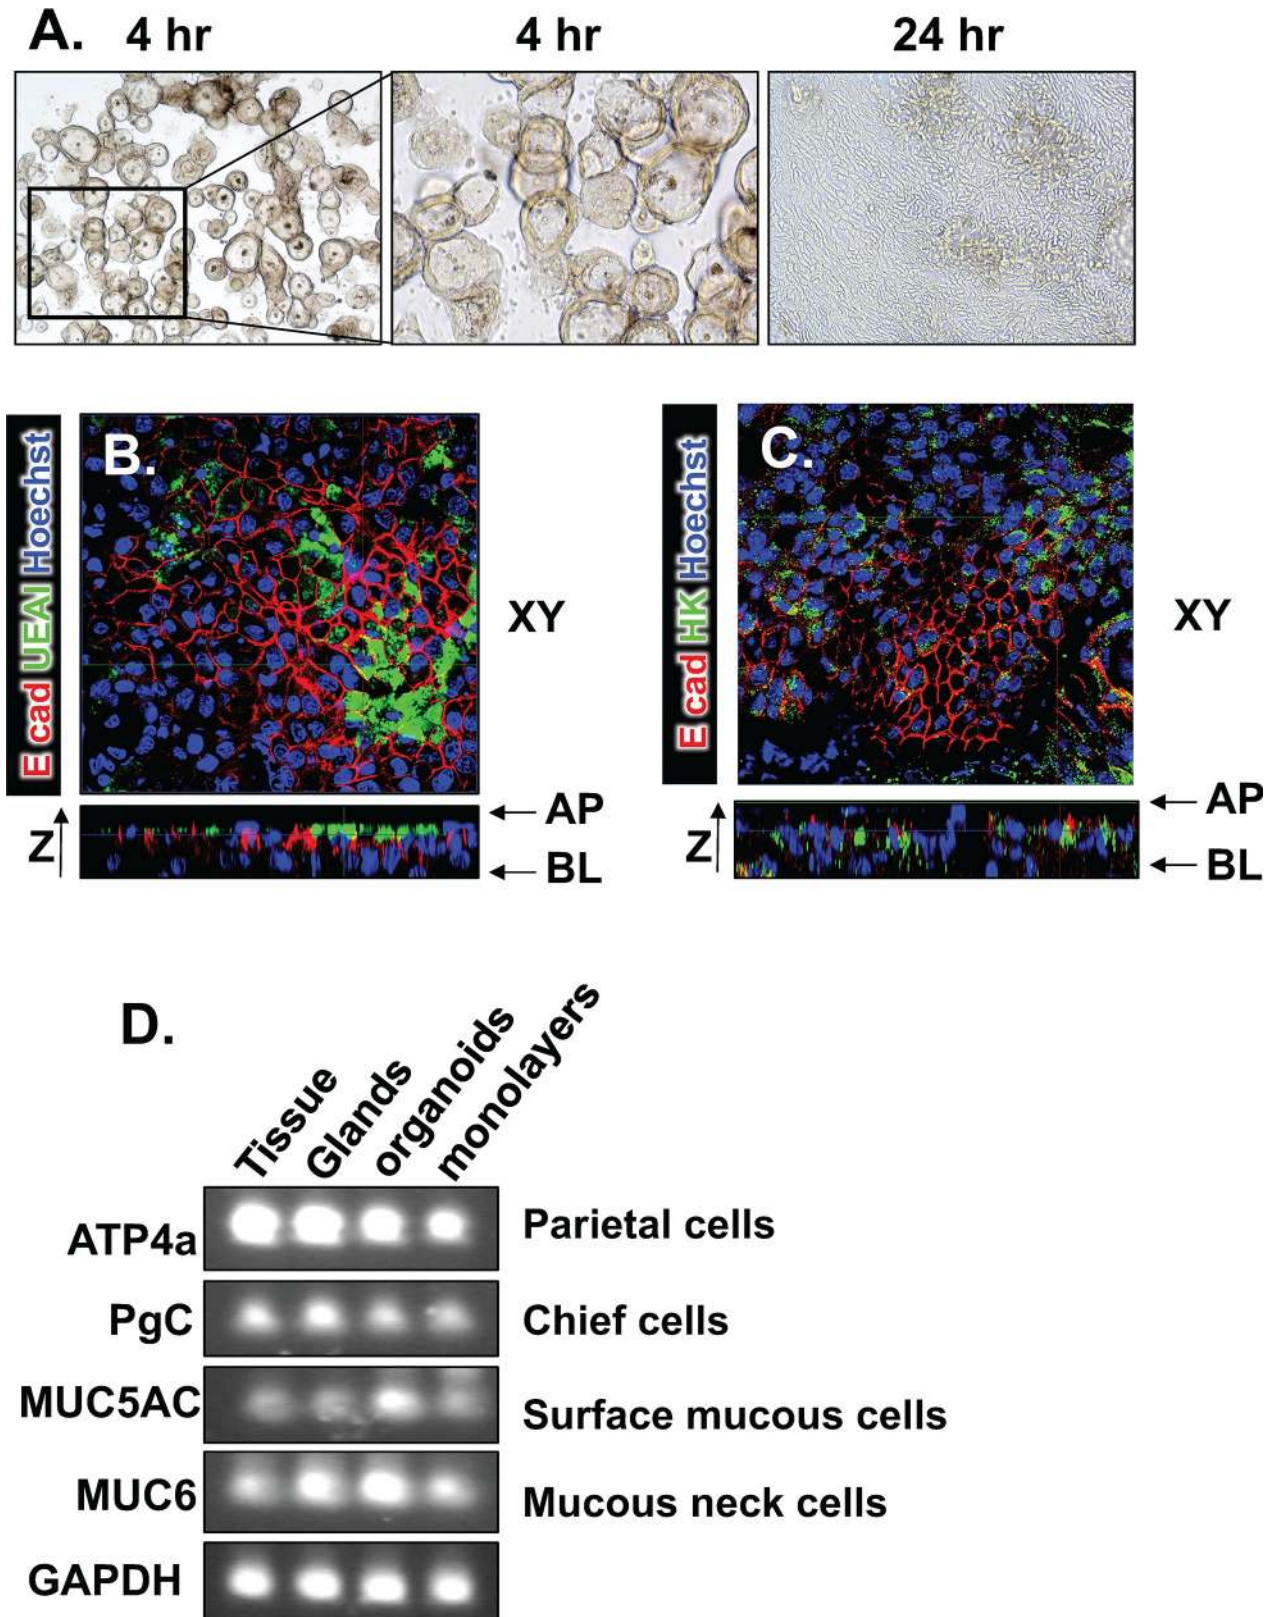 A.
4 hr
4 hr
24 hr
E cad UEAI Hoechst
B.
XY
Z
AP
BL
E cad HK Hoechst
C.
XY
Z
AP
BL
D.
Tissue
Glands
organoids
monolayers
ATP4a
Parietal cells
PgC
Chief cells
MUC5AC
Surface mucous cells
MUC6
Mucous neck cells
GAPDH